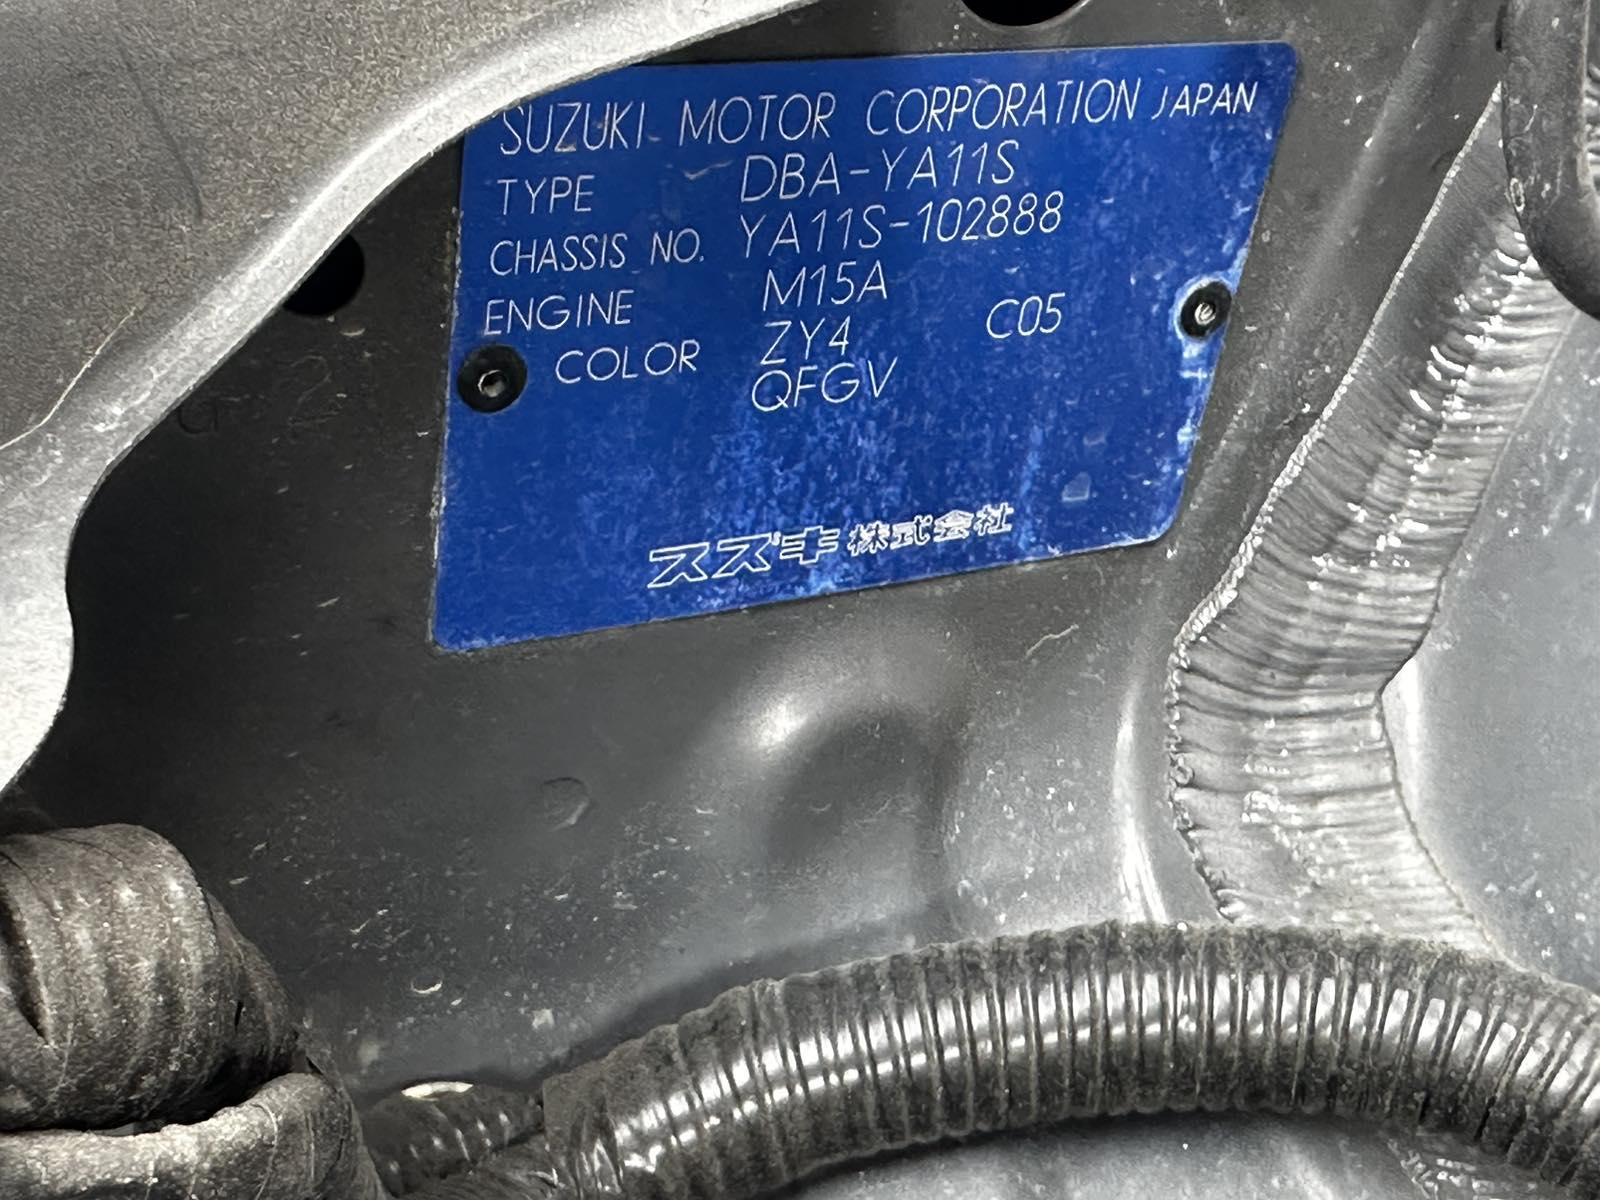 SUZUKI MOTOR CORPORATION JAPAN
TYPE DBA-YA11S
CHASSIS NO. YA11S-102888
ENGINE M15A
COLOR ZY4 C05
QFGV
スズキ株式会社